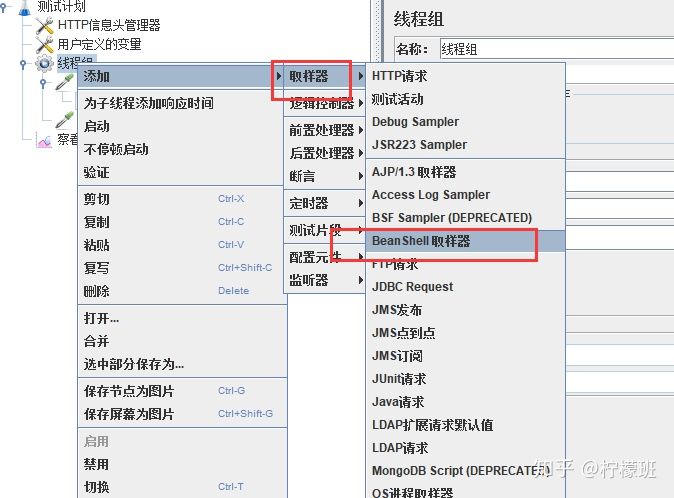 测试计划
HTTP信息头管理器
用户定义的变量
线程组
察看
添加
为子线程添加响应时间
启动
不停顿启动
验证
剪切 Ctrl-X
复制 Ctrl-C
粘贴 Ctrl-V
复写 Ctrl+Shift-C
删除 Delete
打开...
合并
选中部分保存为...
保存节点为图片 Ctrl-G
保存屏幕为图片 Ctrl+Shift-G
启用
禁用
切换 Ctrl-T
取样器
逻辑控制器
前置处理器
后置处理器
断言
定时器
测试片段
配置元件
监听器
HTTP请求
测试活动
Debug Sampler
JSR223 Sampler
AJP/1.3 取样器
Access Log Sampler
BSF Sampler (DEPRECATED)
BeanShell 取样器
FTP请求
JDBC Request
JMS发布
JMS点到点
JMS订阅
JUnit请求
Java请求
LDAP扩展请求默认值
LDAP请求
MongoDB Script (DEPRECATED)
OS进程取样器
线程组
名称： 线程组
知乎 @柠檬班